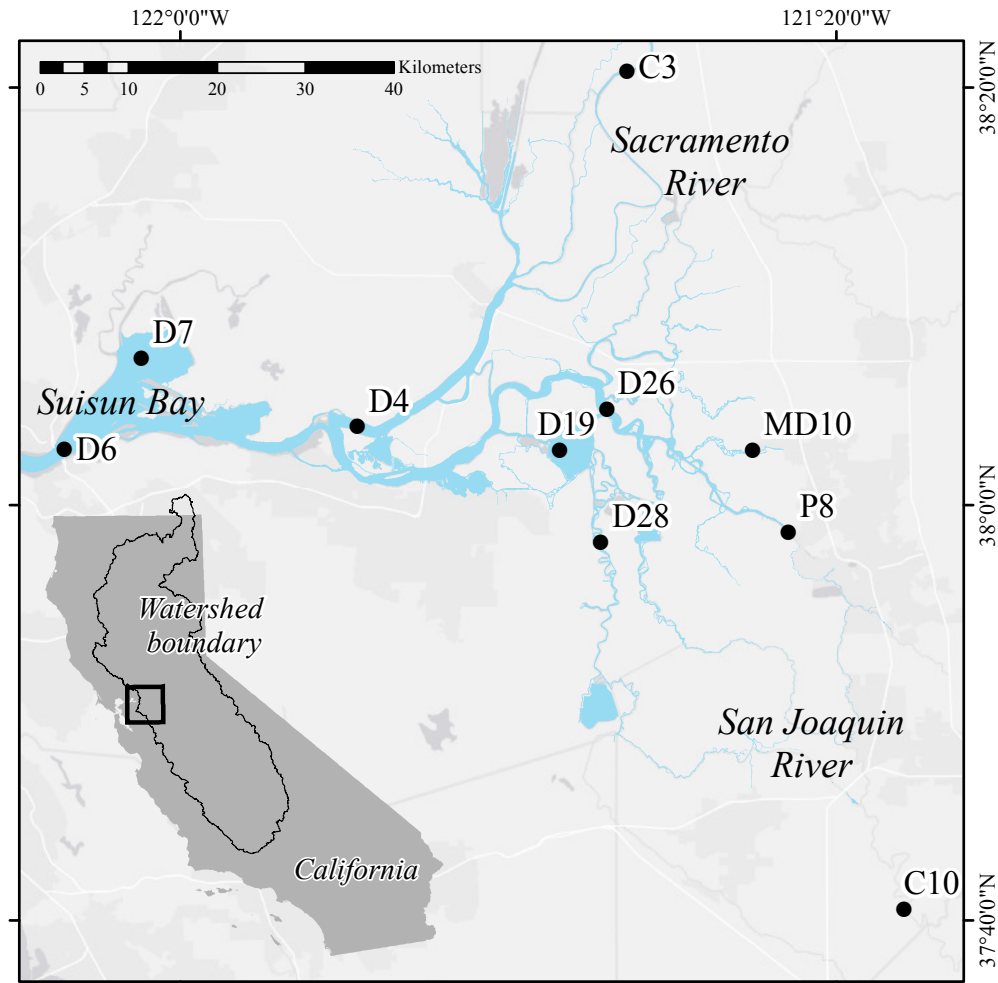 122°0'0"W
121°20'0"W
Kilometers
0 5 10 20 30 40
C3
38°20'0"N
Sacramento
River
D7
Suisun Bay
D4
D26
D6
D19
MD10
38°0'0"N
D28
P8
Watershed
boundary
San Joaquin
River
California
C10
37°40'0"N